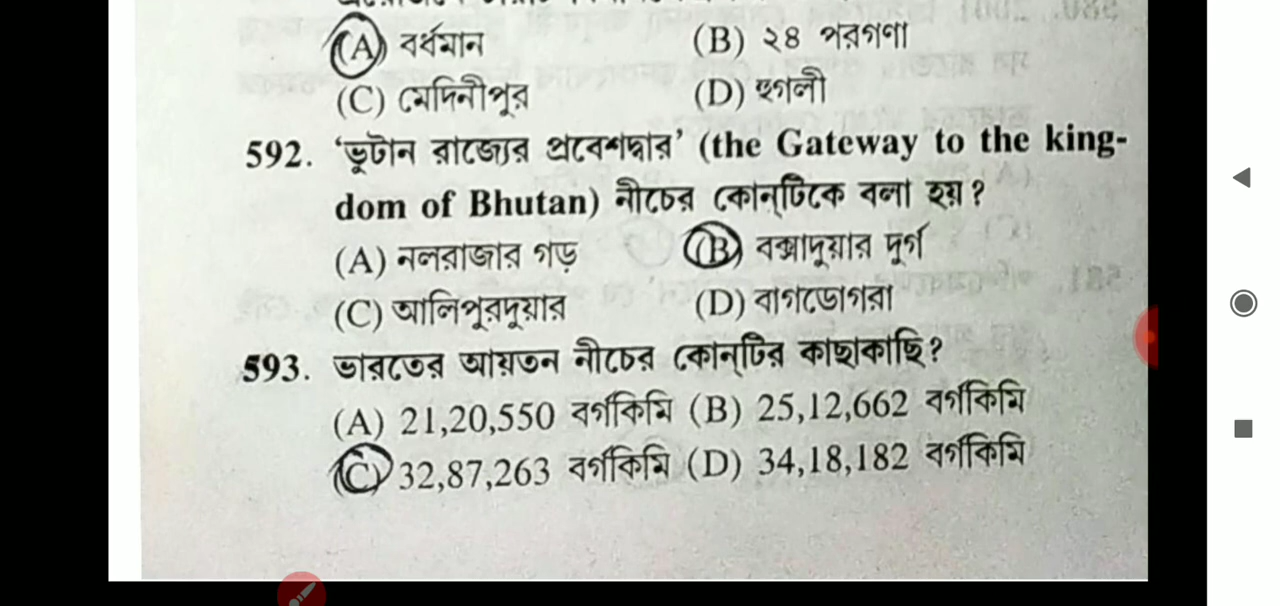 (A) বর্ধমান (B) ২৪ পরগণা
(C) মেদিনীপুর (D) হুগলী
592. ‘ভুটান রাজ্যের প্রবেশদ্বার’ (the Gateway to the king-
dom of Bhutan) নীচের কোন্‌টিকে বলা হয়?
(A) নলরাজার গড় (B) বক্সাদুয়ার দুর্গ
(C) আলিপুরদুয়ার (D) বাগডোগরা
593. ভারতের আয়তন নীচের কোন্‌টির কাছাকাছি?
(A) 21,20,550 বর্গকিমি (B) 25,12,662 বর্গকিমি
(C) 32,87,263 বর্গকিমি (D) 34,18,182 বর্গকিমি